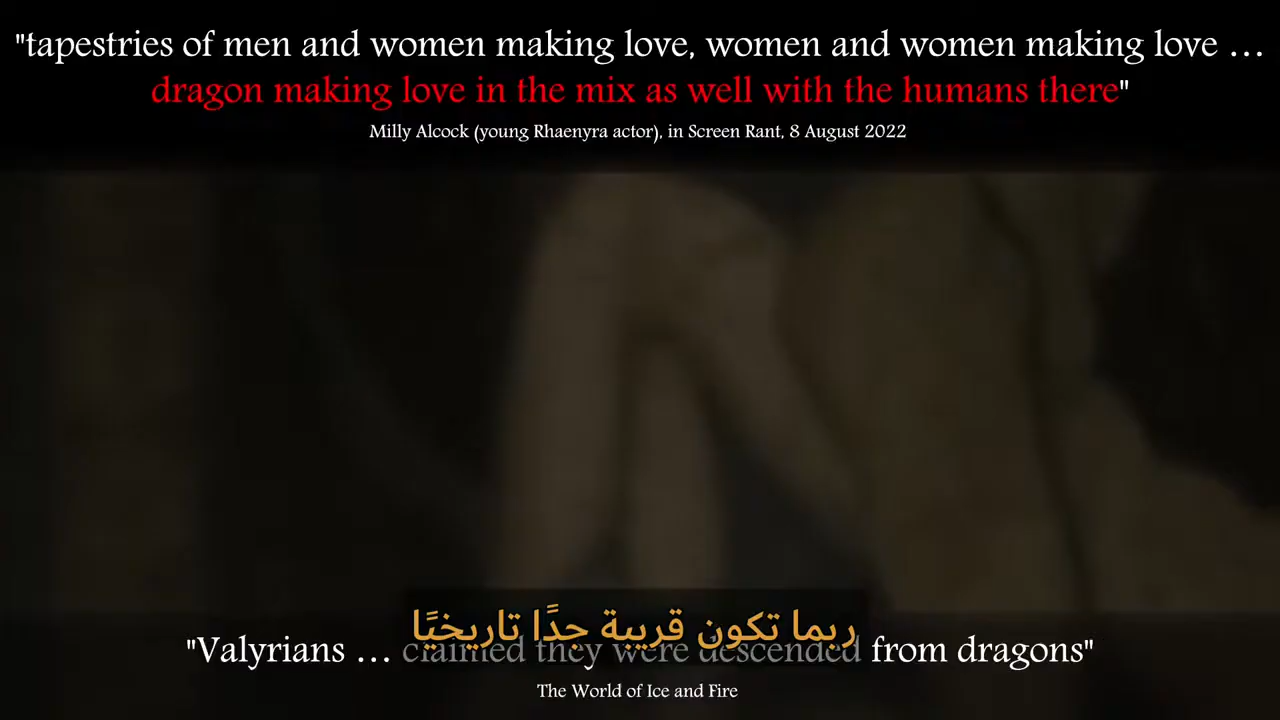 "tapestries of men and women making love, women and women making love …
dragon making love in the mix as well with the humans there"
Milly Alcock (young Rhaenyra actor), in Screen Rant, 8 August 2022
ربما تكون قريبة جدًا تاريخيًا
"Valyrians … claimed they were descended from dragons"
The World of Ice and Fire